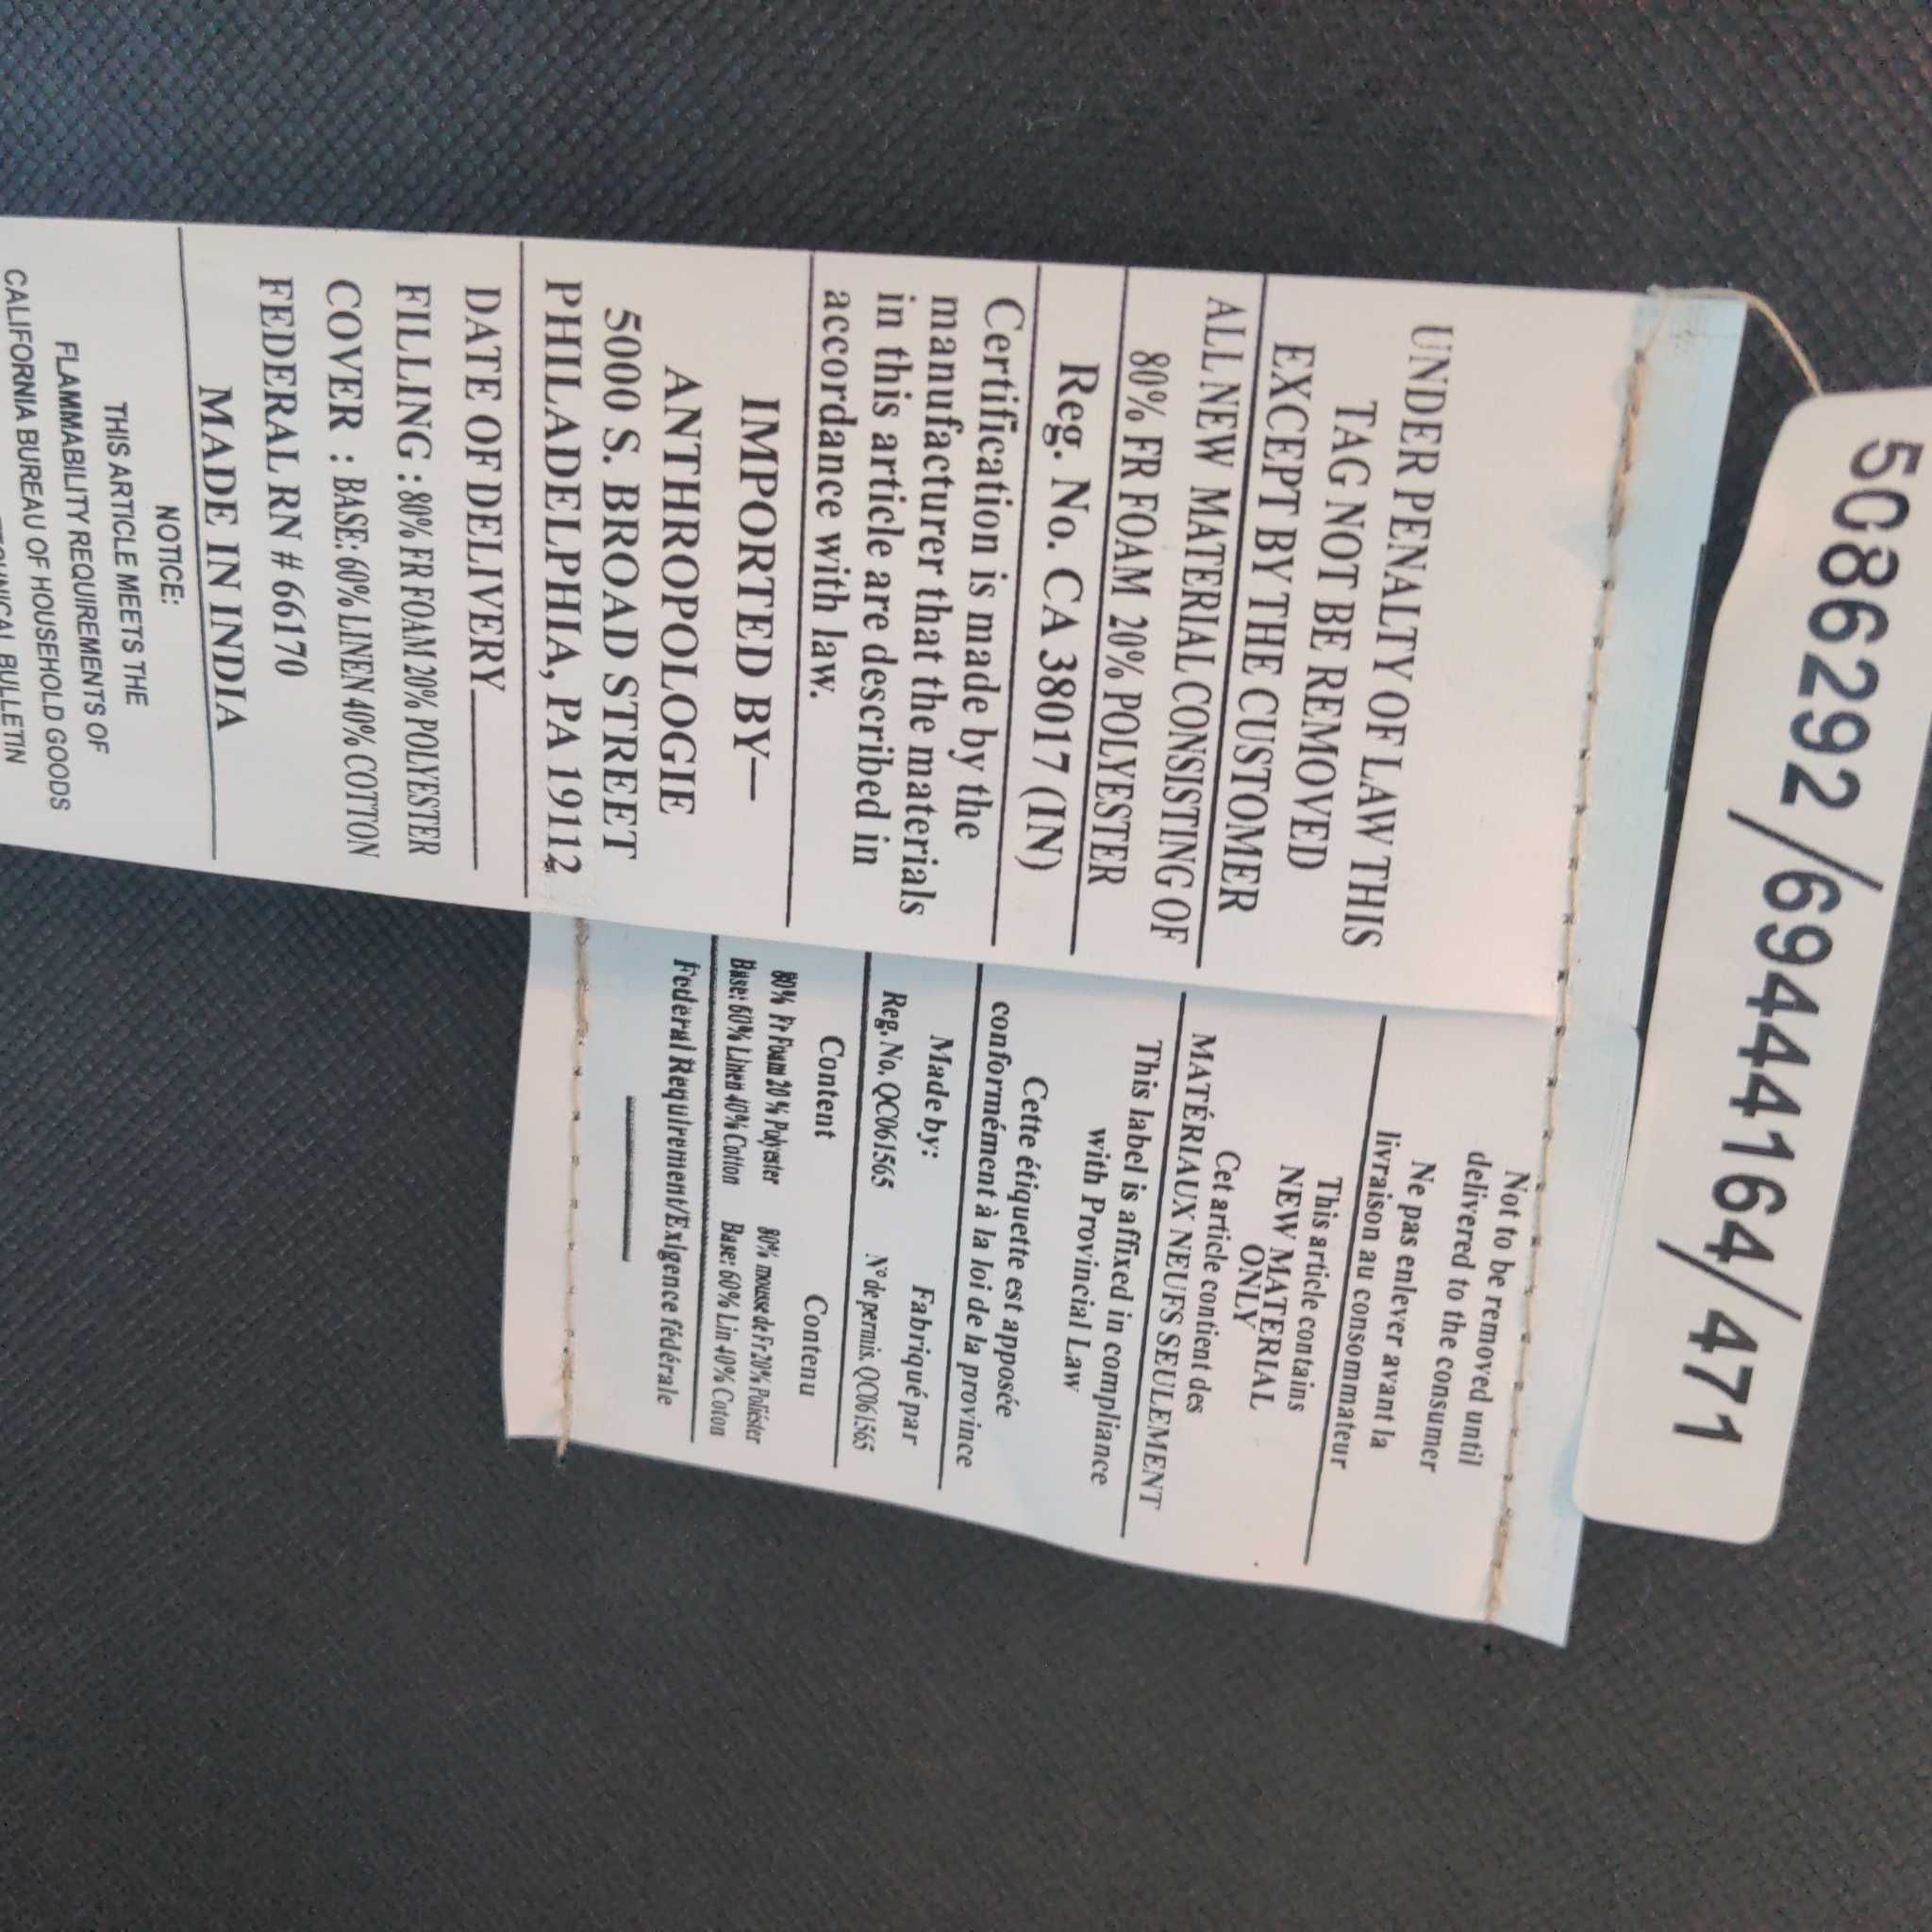 5086292/69444164/471
UNDER PENALTY OF LAW THIS
TAG NOT BE REMOVED
EXCEPT BY THE CUSTOMER
ALL NEW MATERIAL CONSISTING OF
80% FR FOAM 20% POLYESTER
Reg. No. CA 38017 (IN)
Certification is made by the
manufacturer that the materials
in this article are described in
accordance with law.
IMPORTED BY—
ANTHROPOLOGIE
5000 S. BROAD STREET
PHILADELPHIA, PA 19112
DATE OF DELIVERY
FILLING : 80% FR FOAM 20% POLYESTER
COVER : BASE: 60% LINEN 40% COTTON
FEDERAL RN # 66170
MADE IN INDIA
NOTICE:
THIS ARTICLE MEETS THE
FLAMMABILITY REQUIREMENTS OF
CALIFORNIA BUREAU OF HOUSEHOLD GOODS
BULLETIN
Not to be removed until
delivered to the consumer
Ne pas enlever avant la
livraison au consommateur
This article contains
NEW MATERIAL
ONLY
Cet article contient des
MATÉRIAUX NEUFS SEULEMENT
This label is affixed in compliance
with Provincial Law
Cette étiquette est apposée
conformément à la loi de la province
Made by: Fabriqué par
Reg. No. QC061565 N° de permis. QC061565
Content Contenu
80% Fr Foam 20% Polyester 80% mousse de Fr 20% Poliéster
Base: 60% Linen 40% Cotton Base: 60% Lin 40% Coton
Federal Requirement/Exigence fédérale